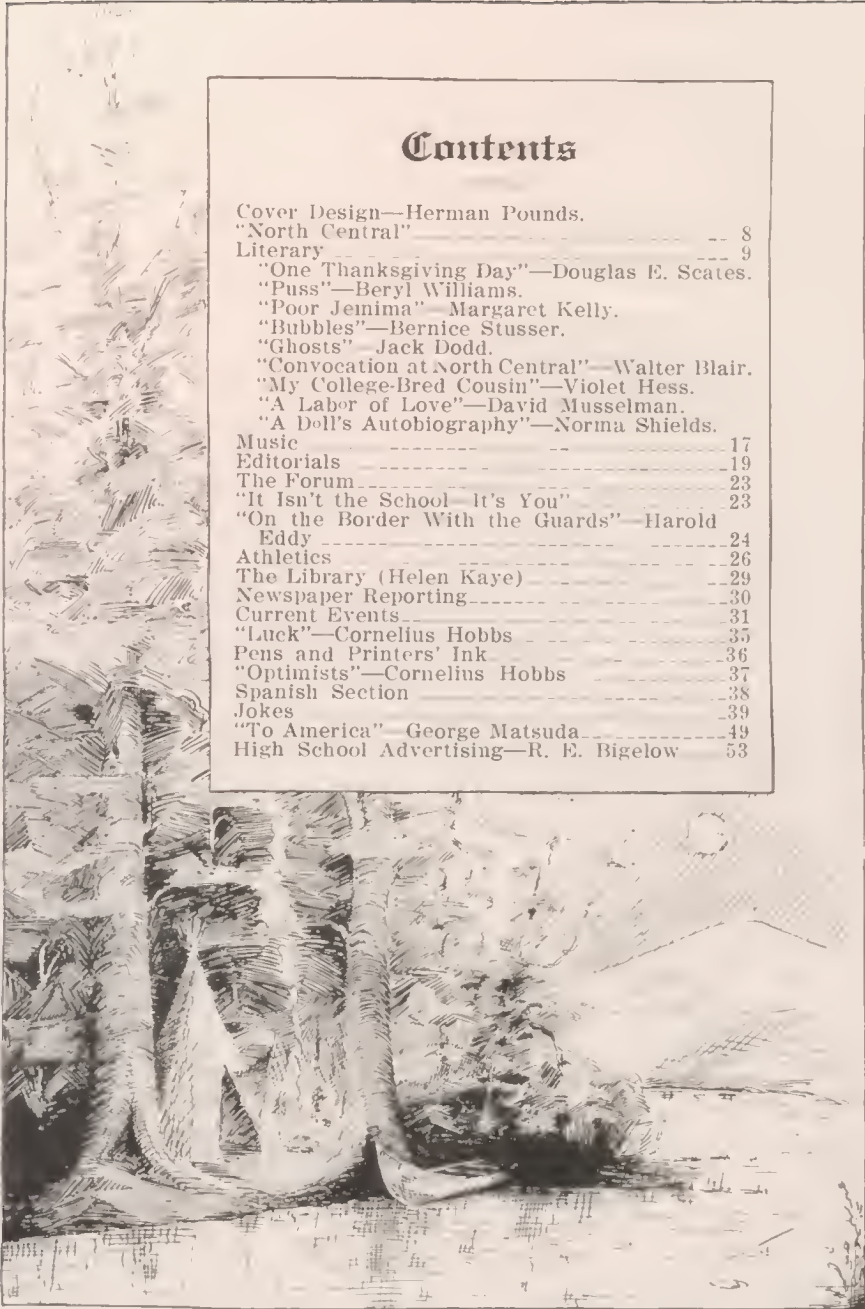 Contents
Cover Design—Herman Pounds.
"North Central" 8
Literary 9
"One Thanksgiving Day"—Douglas E. Scates.
"Puss"—Beryl Williams.
"Poor Jemima"—Margaret Kelly.
"Bubbles"—Bernice Stusser.
"Ghosts"—Jack Dodd.
"Convocation at North Central"—Walter Blair.
"My College-Bred Cousin"—Violet Hess.
"A Labor of Love"—David Musselman.
"A Doll's Autobiography"—Norma Shields.
Music 17
Editorials 19
The Forum 23
"It Isn't the School—It's You" 23
"On the Border With the Guards"—Harold
Eddy 24
Athletics 26
The Library (Helen Kaye) 29
Newspaper Reporting 30
Current Events 31
"Luck"—Cornelius Hobbs 35
Pens and Printers' Ink 36
"Optimists"—Cornelius Hobbs 37
Spanish Section 38
Jokes 39
"To America"—George Matsuda 49
High School Advertising—R. E. Bigelow 53